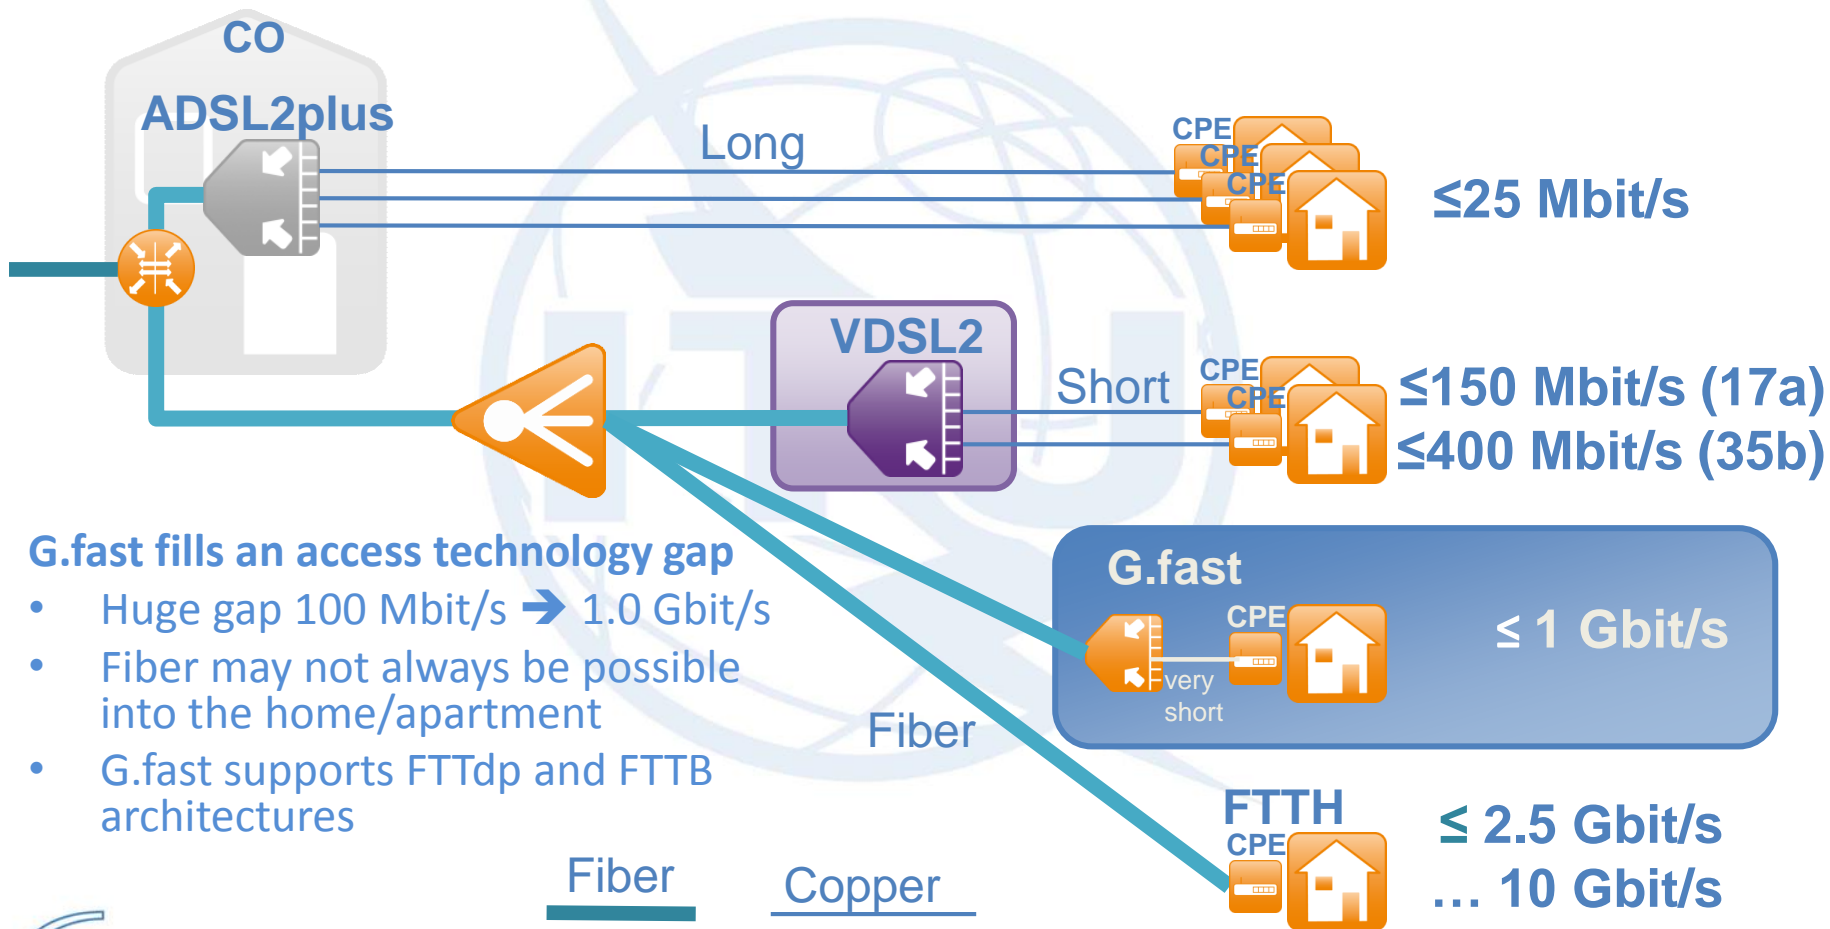 CO
ADSL2plus
Long
CPE
CPE
CPE
≤25 Mbit/s
VDSL2
Short
CPE
CPE
≤150 Mbit/s (17a)
≤400 Mbit/s (35b)
ITU
G.fast fills an access technology gap
• Huge gap 100 Mbit/s ➔ 1.0 Gbit/s
• Fiber may not always be possible
into the home/apartment
• G.fast supports FTTdp and FTTB
architectures
G.fast
CPE
≤ 1 Gbit/s
very
short
Fiber
FTTH
CPE
≤ 2.5 Gbit/s
… 10 Gbit/s
Fiber
Copper